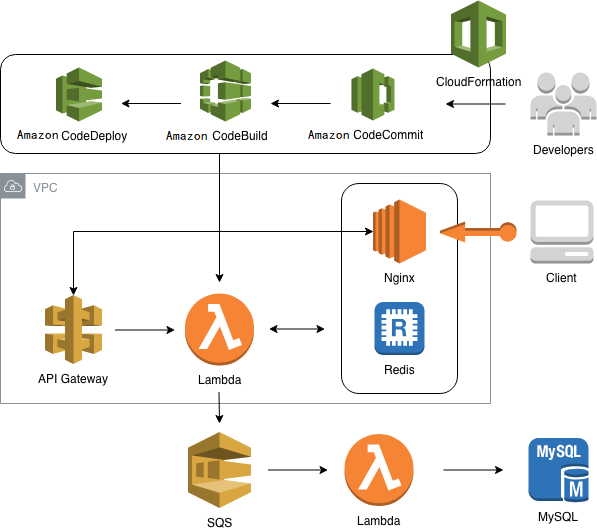 CloudFormation
Amazon CodeDeploy
Amazon CodeBuild
Amazon CodeCommit
Developers
VPC
Nginx
Client
R
Redis
API Gateway
Lambda
SQS
Lambda
MySQL
M
MySQL